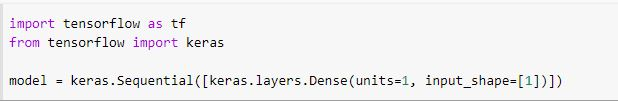 import tensorflow as tf
from tensorflow import keras
model = keras.Sequential([keras.layers.Dense(units=1, input_shape=[1])])